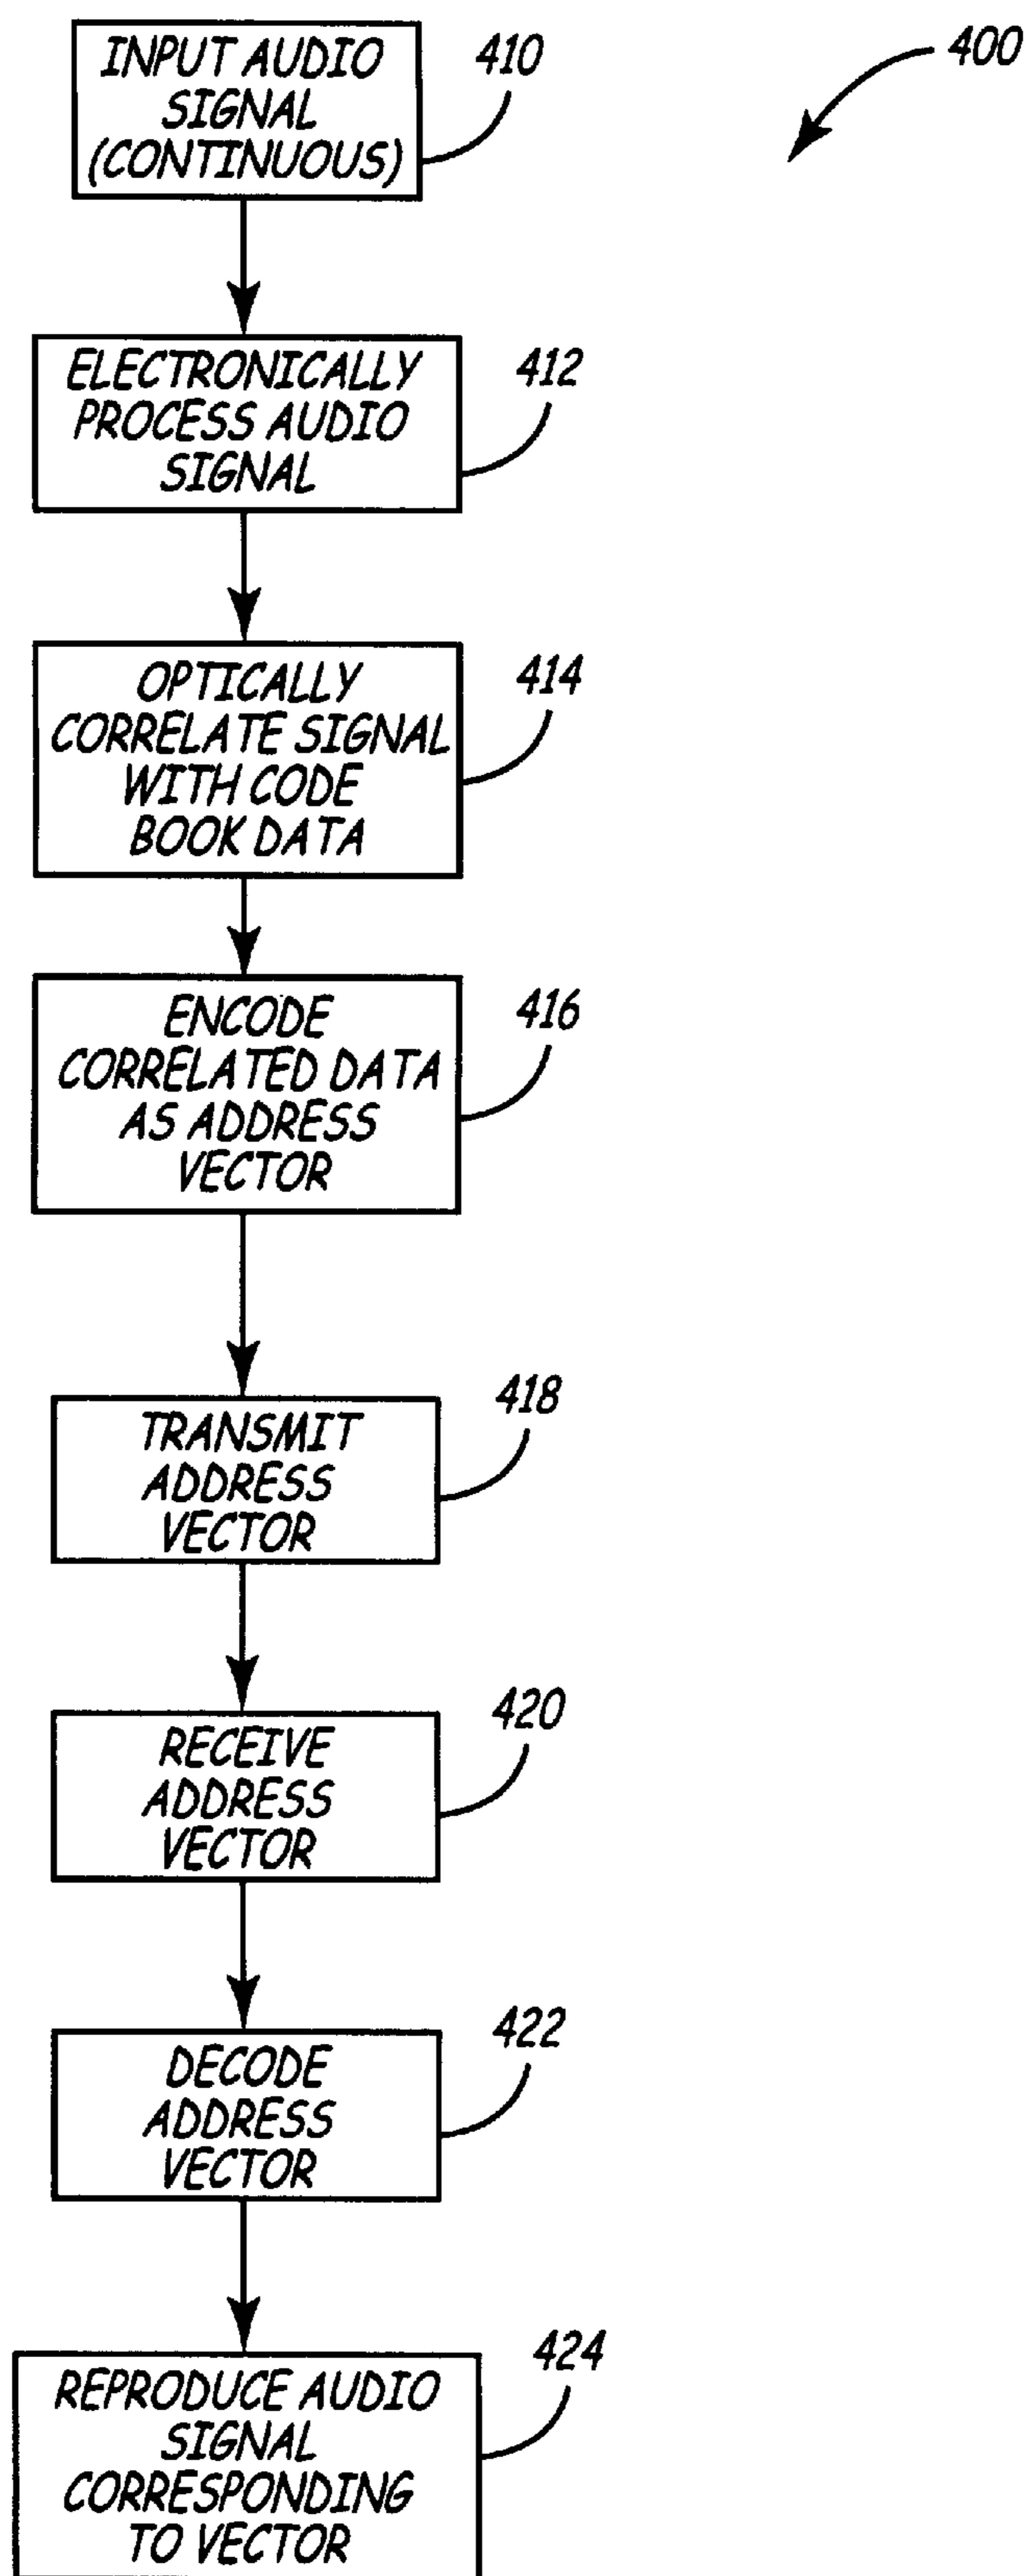 INPUT AUDIO
SIGNAL
(CONTINUOUS)
410
400
ELECTRONICALLY
PROCESS AUDIO
SIGNAL
412
OPTICALLY
CORRELATE SIGNAL
WITH CODE
BOOK DATA
414
ENCODE
CORRELATED DATA
AS ADDRESS
VECTOR
416
TRANSMIT
ADDRESS
VECTOR
418
RECEIVE
ADDRESS
VECTOR
420
DECODE
ADDRESS
VECTOR
422
REPRODUCE AUDIO
SIGNAL
CORRESPONDING
TO VECTOR
424